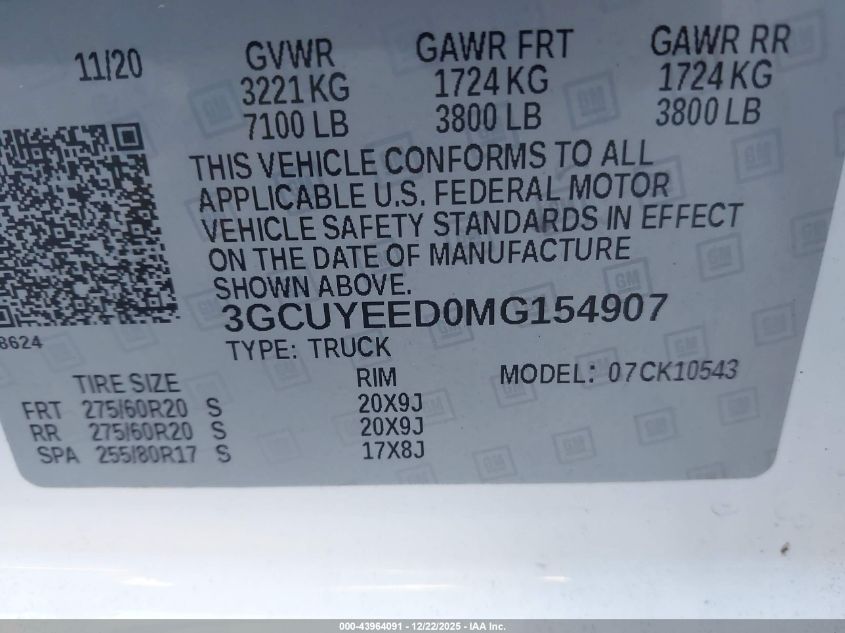 11/20 GVWR GAWR FRT GAWR RR
3221 KG 1724 KG 1724 KG
7100 LB 3800 LB 3800 LB
THIS VEHICLE CONFORMS TO ALL
APPLICABLE U.S. FEDERAL MOTOR
VEHICLE SAFETY STANDARDS IN EFFECT
ON THE DATE OF MANUFACTURE
SHOWN ABOVE.
3GCUYEED0MG154907
8624
TYPE: TRUCK
MODEL: 07CK10543
TIRE SIZE RIM
FRT 275/60R20 S 20X9J
RR 275/60R20 S 20X9J
SPA 255/80R17 S 17X8J
000-43964091 - 12/22/2025 - IAA Inc.